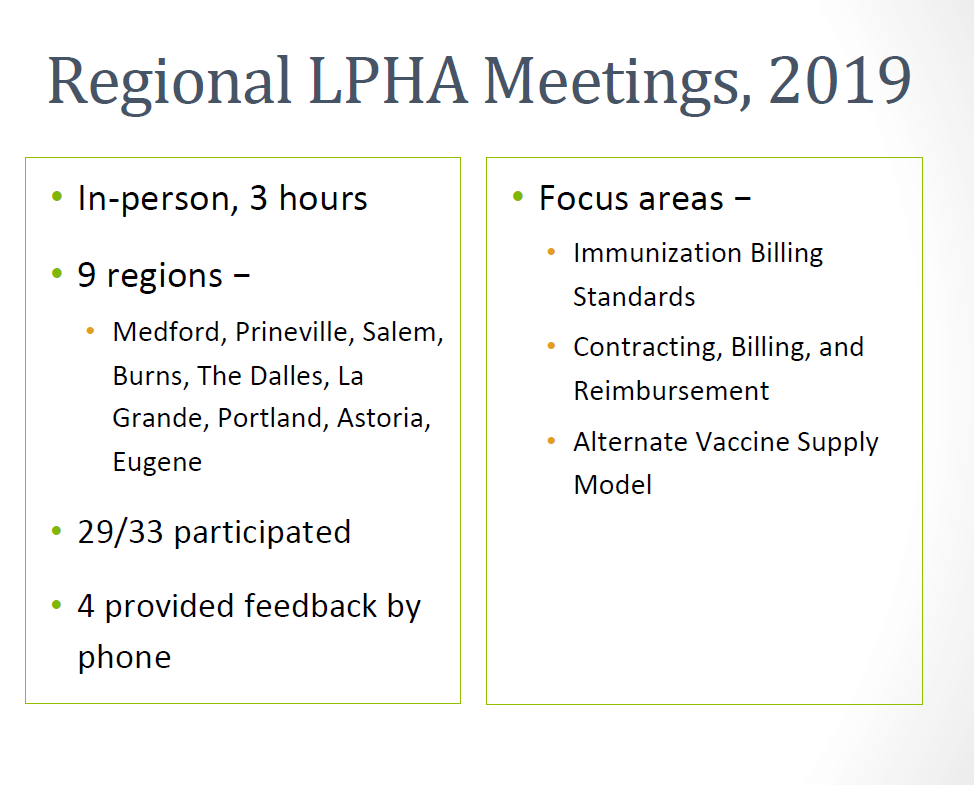 Regional LPHA Meetings, 2019
• In-person, 3 hours
• 9 regions –
• Medford, Prineville, Salem,
Burns, The Dalles, La
Grande, Portland, Astoria,
Eugene
• 29/33 participated
• 4 provided feedback by
phone
• Focus areas –
• Immunization Billing
Standards
• Contracting, Billing, and
Reimbursement
• Alternate Vaccine Supply
Model